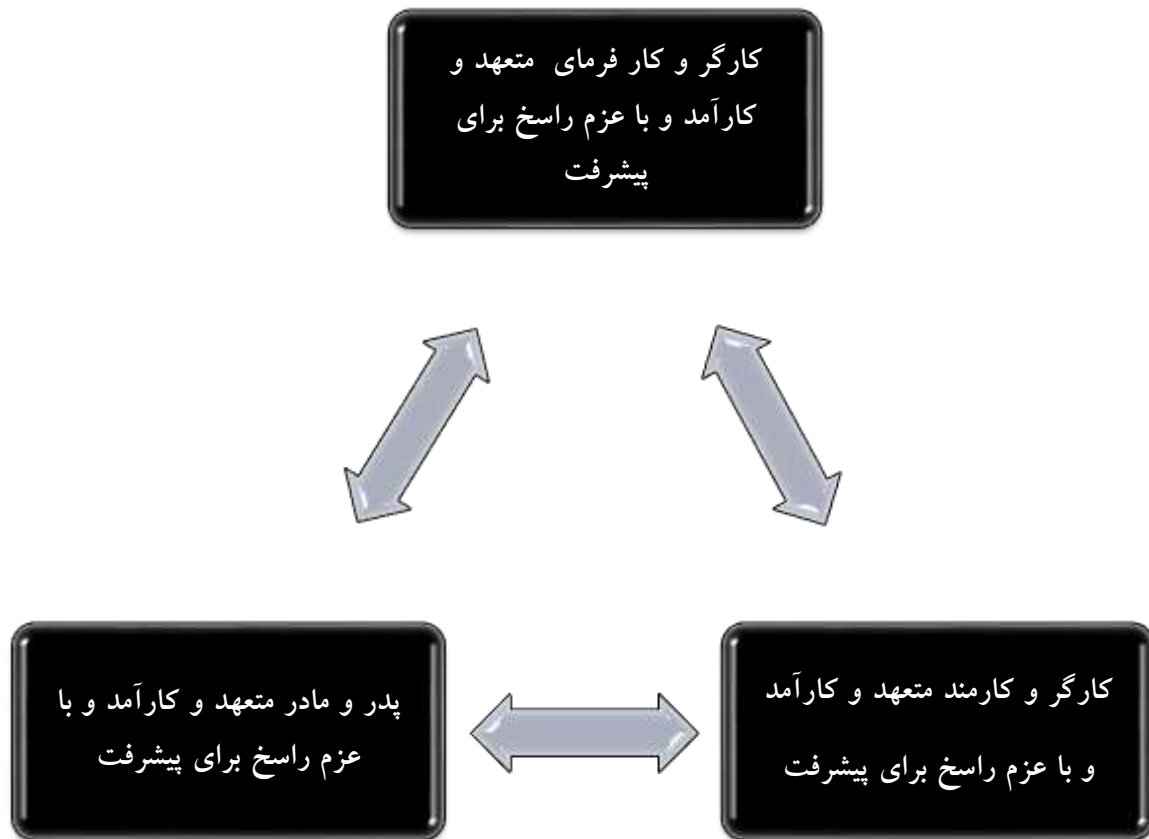 کارگر و کار فرمای متعهد و
کارآمد و با عزم راسخ برای
پیشرفت
کارگر و کارمند متعهد و کارآمد
و با عزم راسخ برای پیشرفت
پدر و مادر متعهد و کارآمد و با
عزم راسخ برای پیشرفت